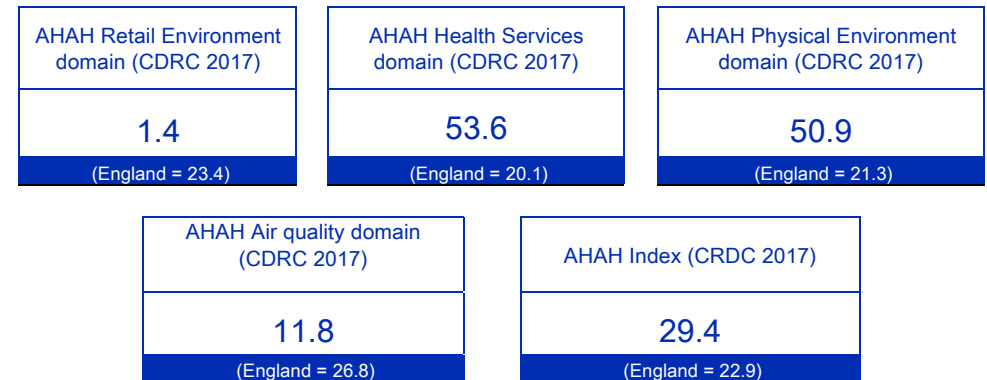 AHAH Retail Environment
domain (CDRC 2017)
1.4
(England = 23.4)
AHAH Health Services
domain (CDRC 2017)
53.6
(England = 20.1)
AHAH Physical Environment
domain (CDRC 2017)
50.9
(England = 21.3)
AHAH Air quality domain
(CDRC 2017)
11.8
(England = 26.8)
AHAH Index (CRDC 2017)
29.4
(England = 22.9)